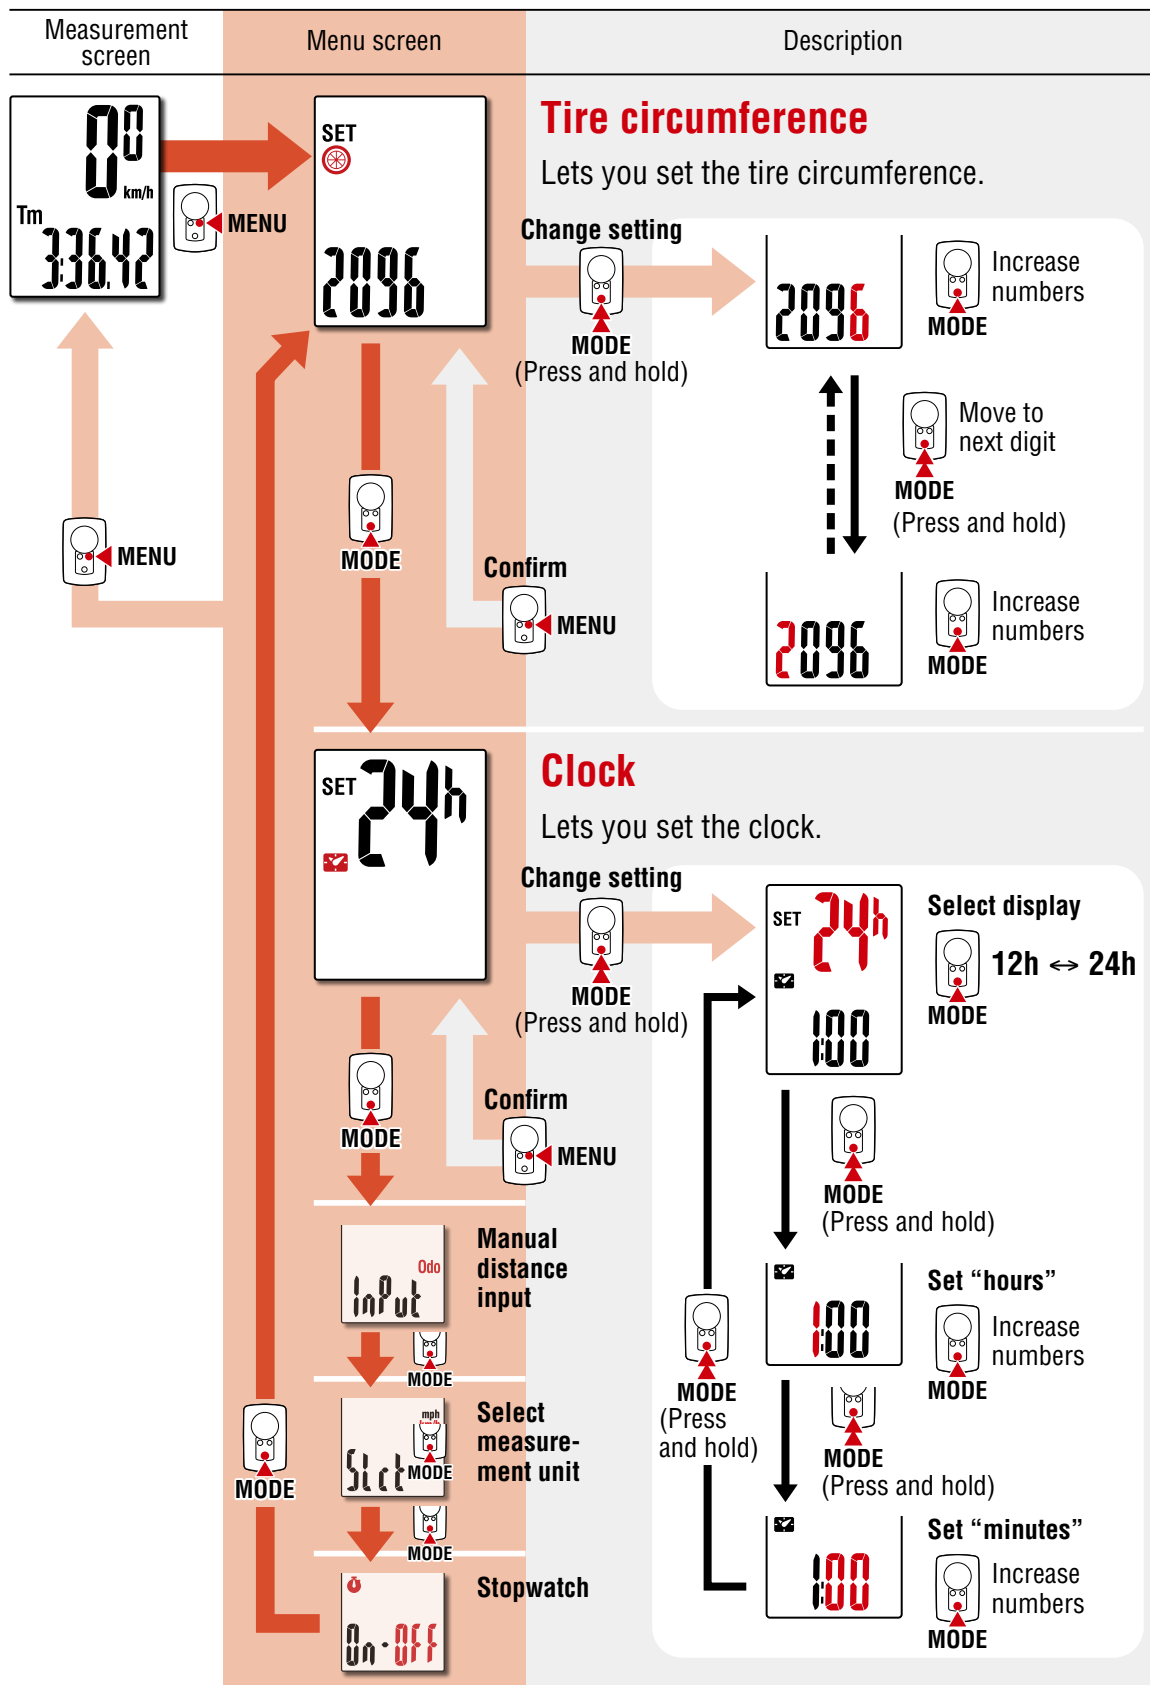 Measurement
screen
Menu screen
Description
0.0
km/h
Tm
3:36.42
MENU
SET
2096
Tire circumference
Lets you set the tire circumference.
Change setting
MODE
(Press and hold)
2096
Increase
numbers
MODE
Move to
next digit
MODE
(Press and hold)
2096
Increase
numbers
MODE
MENU
MODE
Confirm
MENU
SET
24h
Clock
Lets you set the clock.
Change setting
MODE
(Press and hold)
SET
24h
1:00
Select display
12h ↔ 24h
MODE
MODE
Confirm
MENU
MODE
(Press and hold)
Odo
InPut
Manual
distance
input
MODE
1:00
Set “hours”
Increase
numbers
MODE
MODE
(Press
and hold)
MODE
(Press and hold)
mph
Slct
MODE
Select
measure-
ment unit
MODE
MODE
1:00
Set “minutes”
Increase
numbers
MODE
On-OFF
Stopwatch